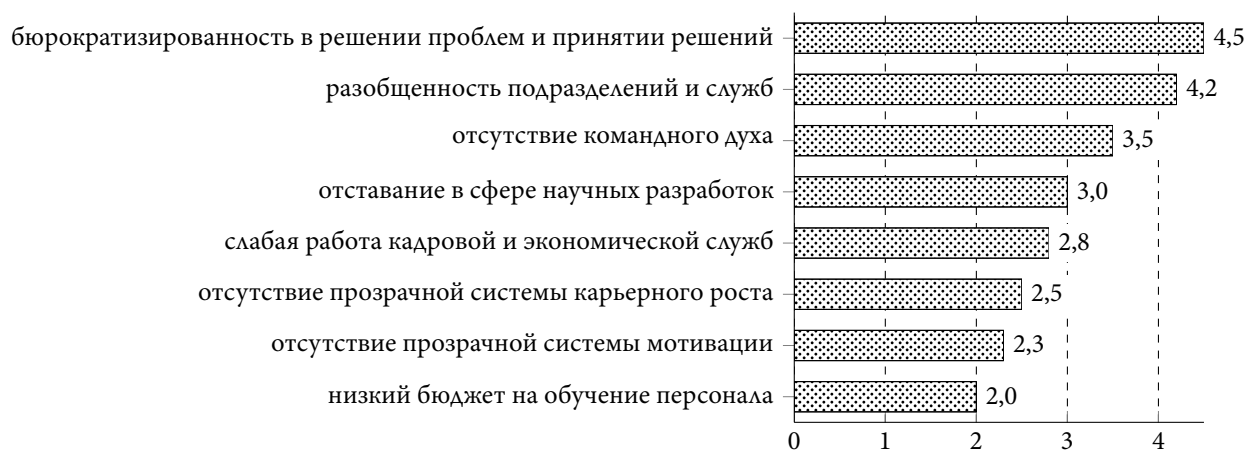 бюрократизированность в решении проблем и принятии решений 4,5
разобщенность подразделений и служб 4,2
отсутствие командного духа 3,5
отставание в сфере научных разработок 3,0
слабая работа кадровой и экономической служб 2,8
отсутствие прозрачной системы карьерного роста 2,5
отсутствие прозрачной системы мотивации 2,3
низкий бюджет на обучение персонала 2,0
0 1 2 3 4